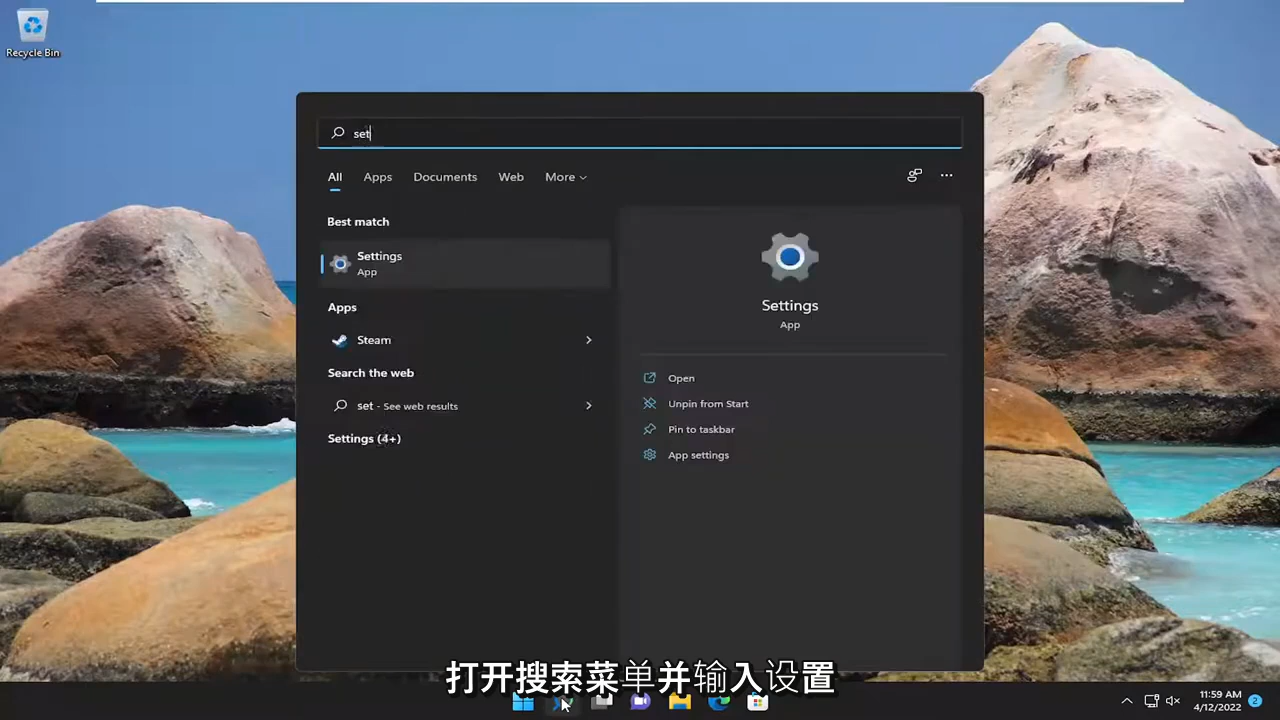 Recycle Bin
set
All Apps Documents Web More
Best match
Settings
App
Apps
Steam
Search the web
set - See web results
Settings (4+)
Settings
App
Open
Unpin from Start
Pin to taskbar
App settings
打开搜索菜单并输入设置
11:59 AM
4/12/2022
2